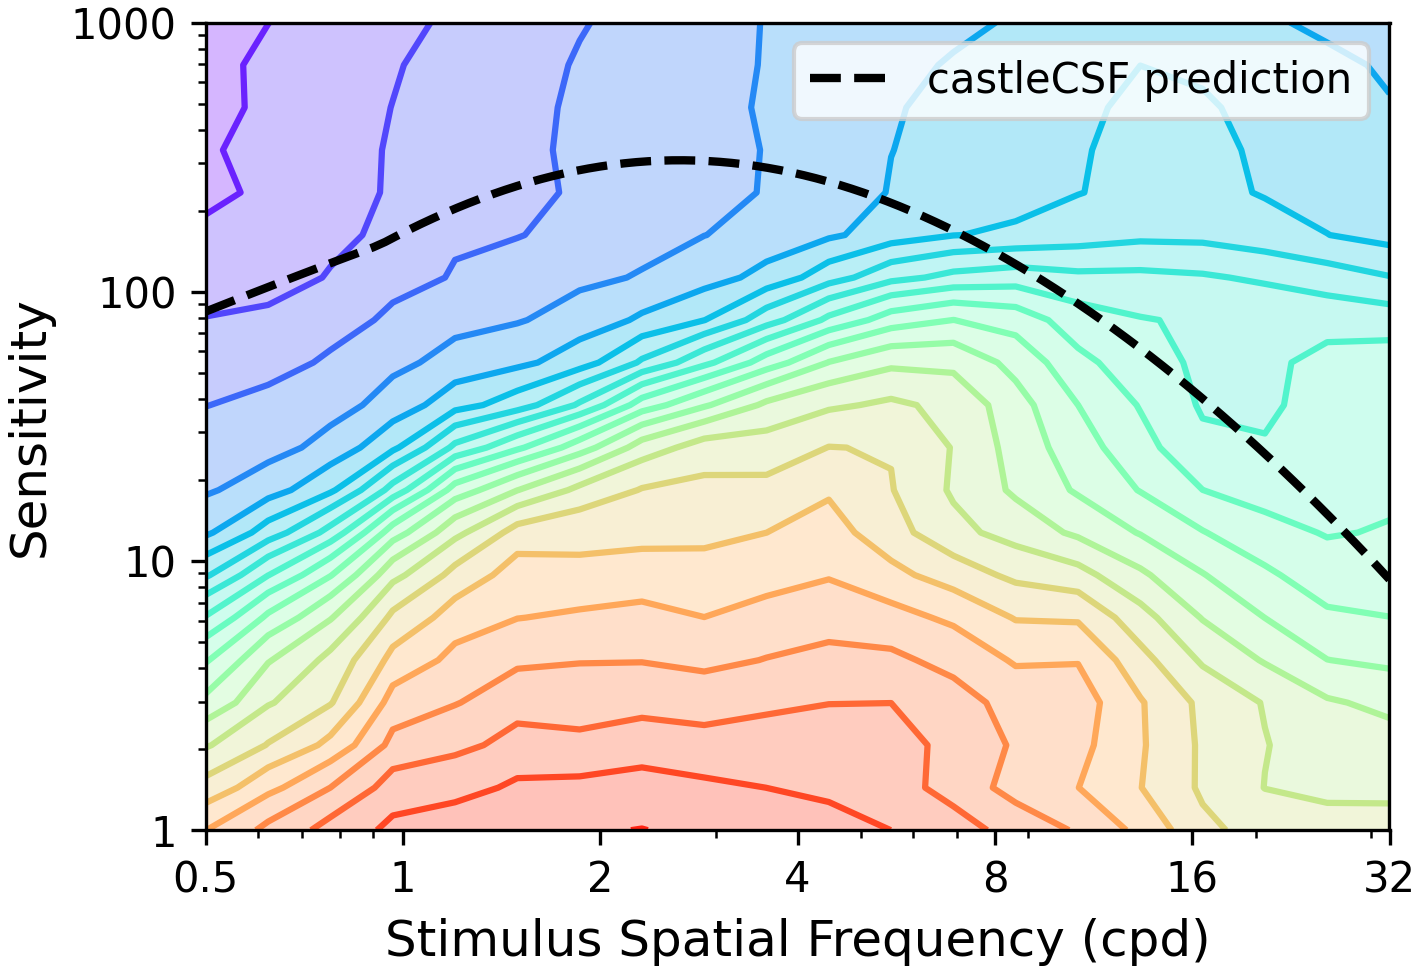 1000
castleCSF prediction
100
Sensitivity
10
1
0.5 1 2 4 8 16 32
Stimulus Spatial Frequency (cpd)